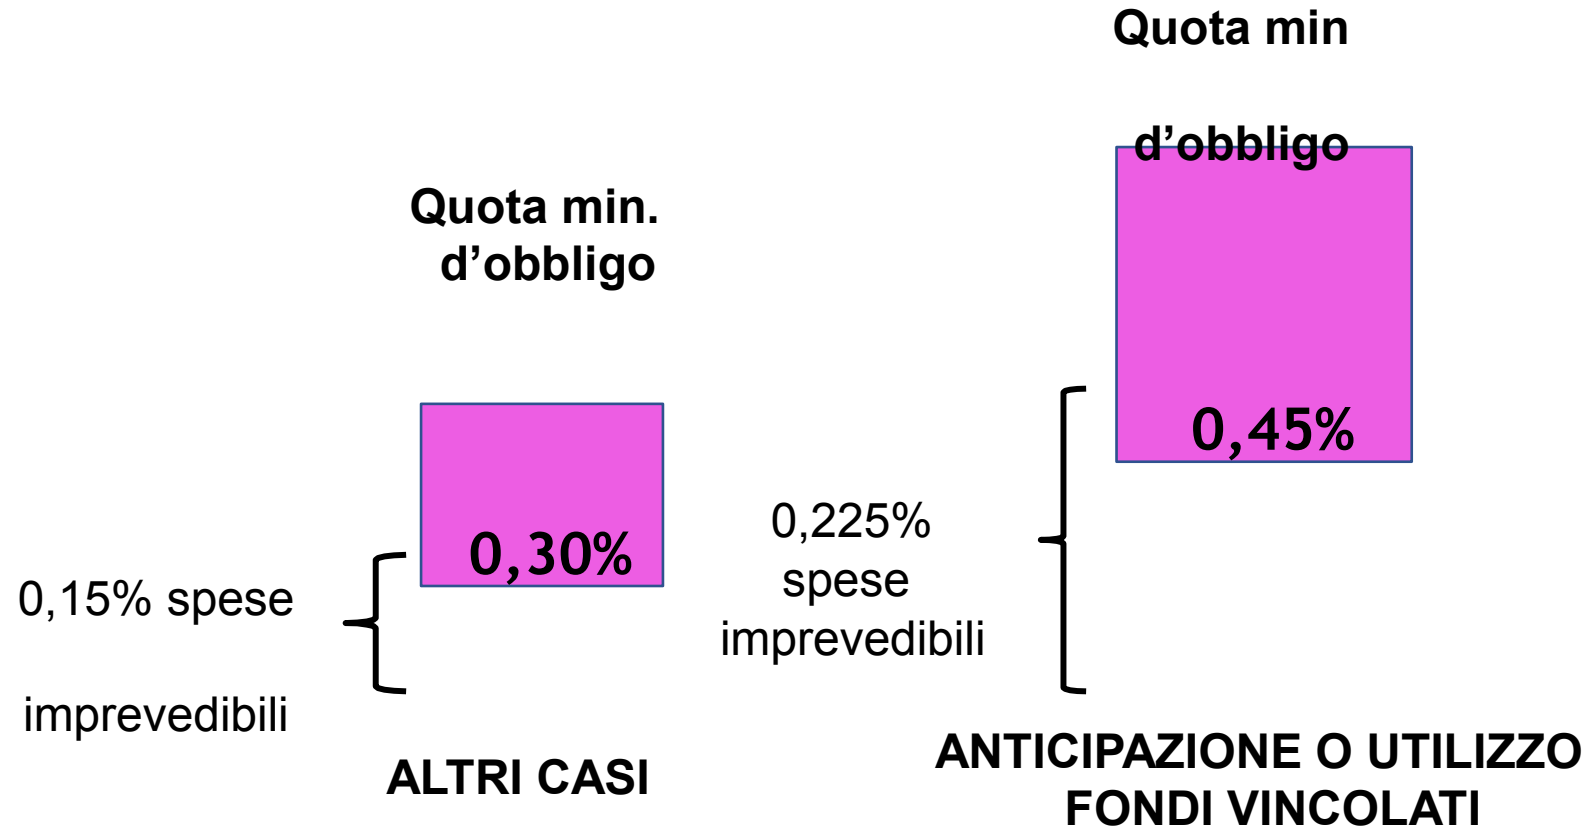 Quota min
d’obbligo
Quota min.
d’obbligo
0,45%
0,30%
0,225%
spese
imprevedibili
0,15% spese
imprevedibili
ANTICIPAZIONE O UTILIZZO
FONDI VINCOLATI
ALTRI CASI